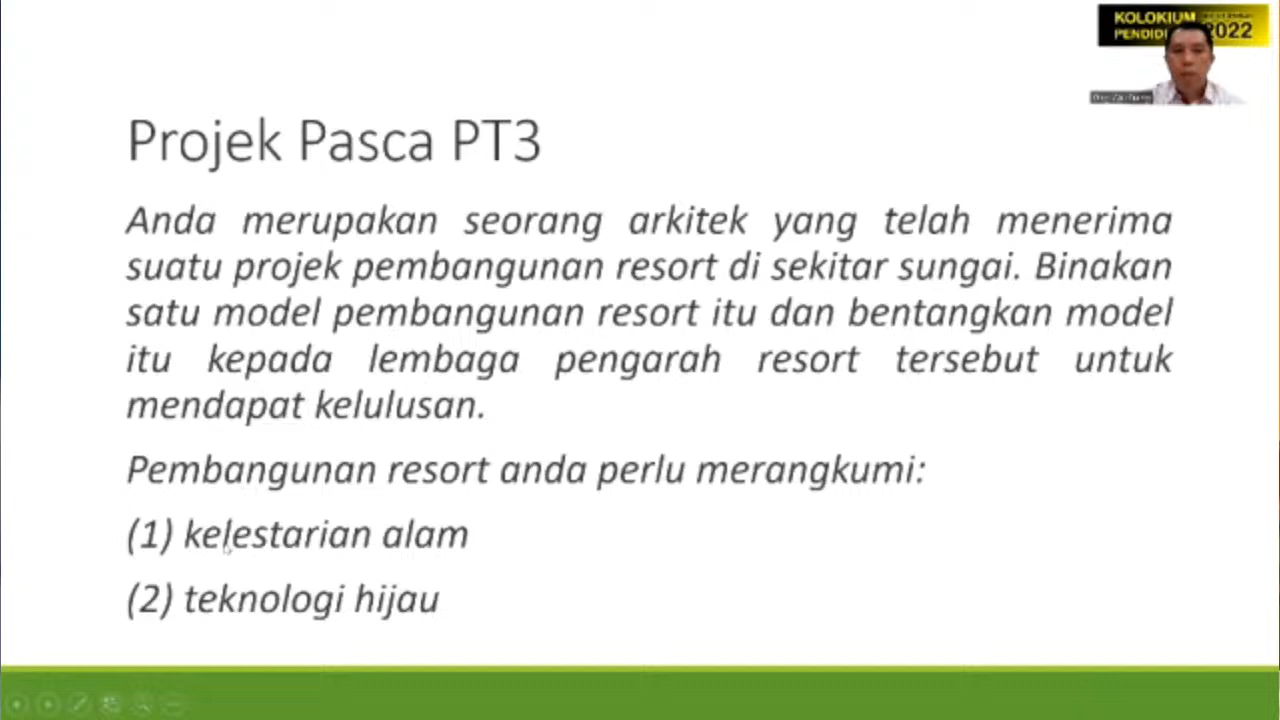 KOLOKIUM
PENDIDI 2022
Projek Pasca PT3
Anda merupakan seorang arkitek yang telah menerima
suatu projek pembangunan resort di sekitar sungai. Binakan
satu model pembangunan resort itu dan bentangkan model
itu kepada lembaga pengarah resort tersebut untuk
mendapat kelulusan.
Pembangunan resort anda perlu merangkumi:
(1) kelestarian alam
(2) teknologi hijau